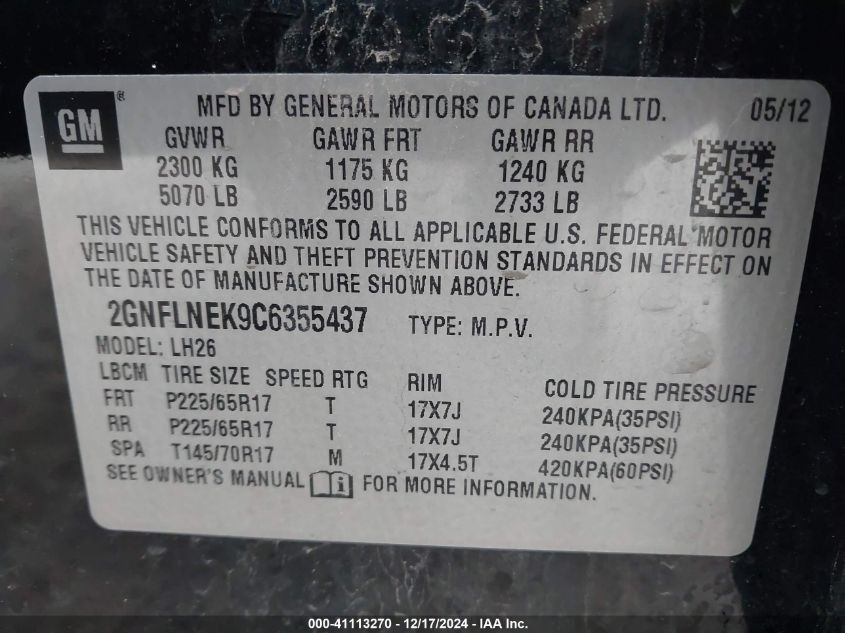 GM ® MFD BY GENERAL MOTORS OF CANADA LTD. 05/12
GVWR GAWR FRT GAWR RR
2300 KG 1175 KG 1240 KG
5070 LB 2590 LB 2733 LB
THIS VEHICLE CONFORMS TO ALL APPLICABLE U.S. FEDERAL MOTOR
VEHICLE SAFETY AND THEFT PREVENTION STANDARDS IN EFFECT ON
THE DATE OF MANUFACTURE SHOWN ABOVE.
2GNFLNEK9C6355437 TYPE: M.P.V.
MODEL: LH26
LBCM TIRE SIZE SPEED RTG RIM COLD TIRE PRESSURE
FRT P225/65R17 T 17X7J 240KPA(35PSI)
RR P225/65R17 T 17X7J 240KPA(35PSI)
SPA T145/70R17 M 17X4.5T 420KPA(60PSI)
SEE OWNER'S MANUAL i FOR MORE INFORMATION.
000-41113270 - 12/17/2024 - IAA Inc.